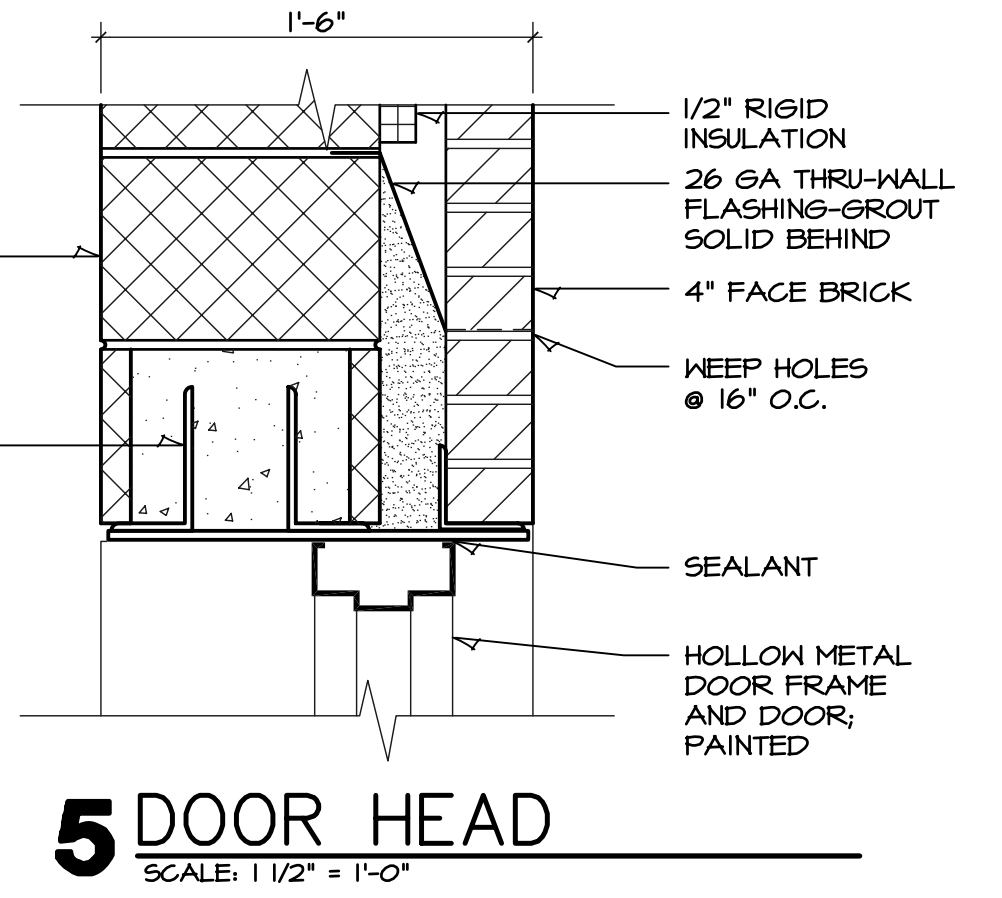 1'-6"
1/2" RIGID
INSULATION
26 GA THRU-WALL
FLASHING-GROUT
SOLID BEHIND
4" FACE BRICK
WEEP HOLES
@ 16" O.C.
SEALANT
HOLLOW METAL
DOOR FRAME
AND DOOR;
PAINTED
5 DOOR HEAD
SCALE: 1 1/2" = 1'-0"